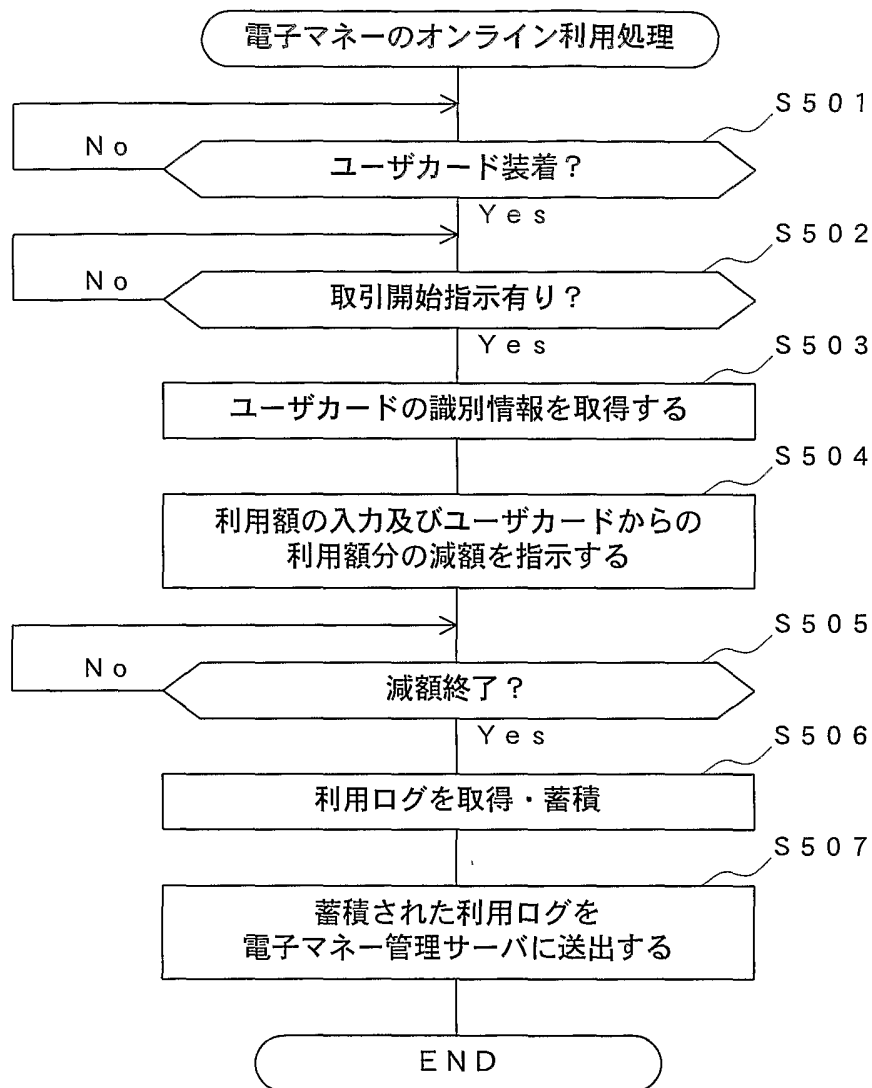 電子マネーのオンライン利用処理
S501
No
ユーザカード装着?
Yes
S502
No
取引開始指示有り?
Yes
S503
ユーザカードの識別情報を取得する
S504
利用額の入力及びユーザカードからの
利用額分の減額を指示する
S505
No
減額終了?
Yes
S506
利用ログを取得・蓄積
S507
蓄積された利用ログを
電子マネー管理サーバに送出する
END